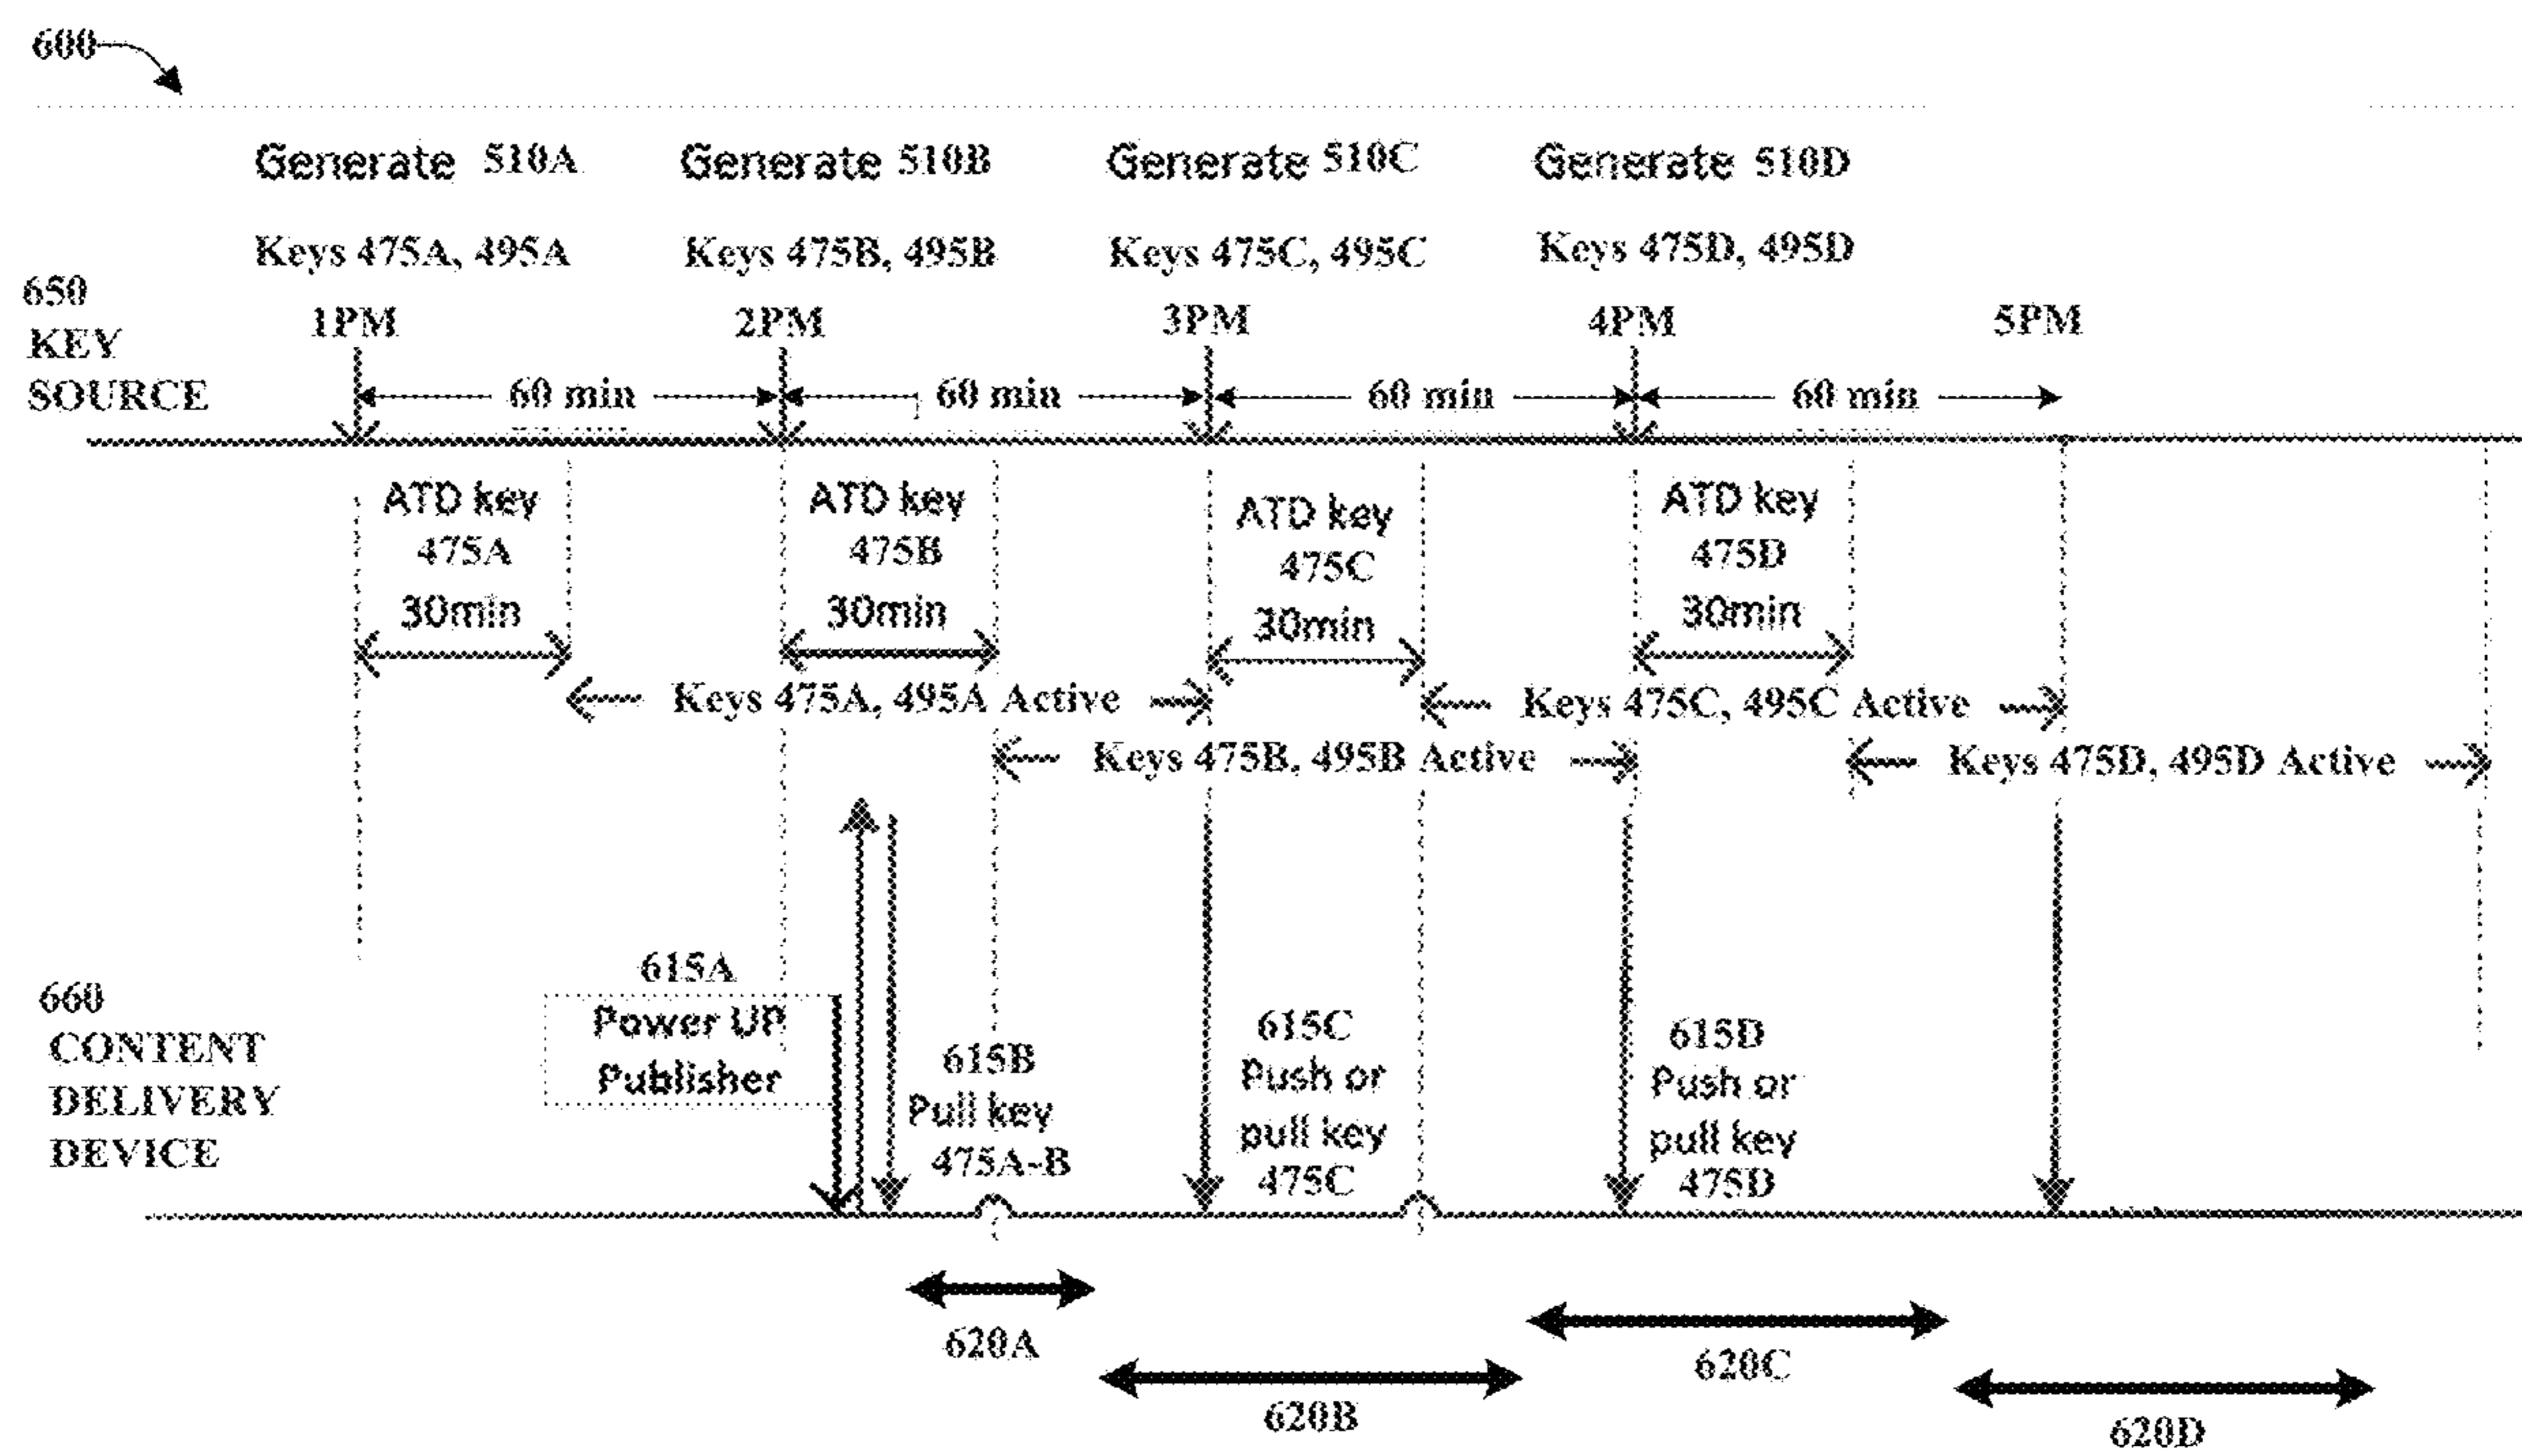 600
Generate 510A
Generate 510B
Generate 510C
Generate 510D
Keys 475A, 495A
Keys 475B, 495B
Keys 475C, 495C
Keys 475D, 495D
650
KEY
SOURCE
1PM
2PM
3PM
4PM
5PM
60 min
60 min
60 min
60 min
ATD key
475A
30min
ATD key
475B
30min
ATD key
475C
30min
ATD key
475D
30min
Keys 475A, 495A Active
Keys 475C, 495C Active
Keys 475B, 495B Active
Keys 475D, 495D Active
660
CONTENT
DELIVERY
DEVICE
615A
Power UP
Publisher
615B
Pull key
475A-B
615C
Push or
pull key
475C
615D
Push or
pull key
475D
620A
620B
620C
620D